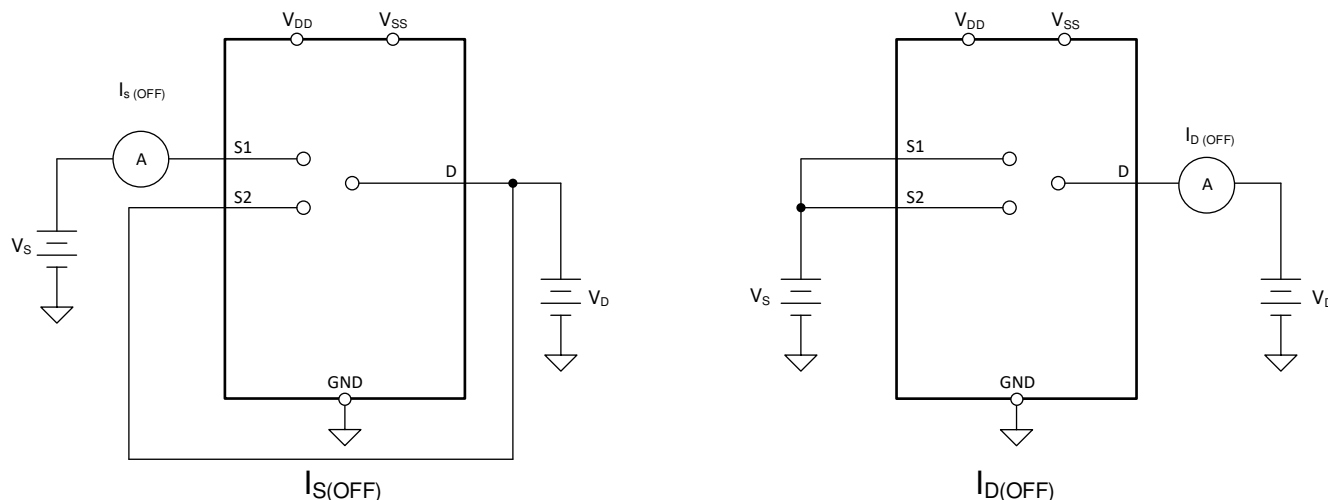 VDD
VSS
Is (OFF)
A
S1
S2
D
VS
VD
GND
IS(OFF)
VDD
VSS
ID (OFF)
S1
S2
D
A
VS
VD
GND
ID(OFF)